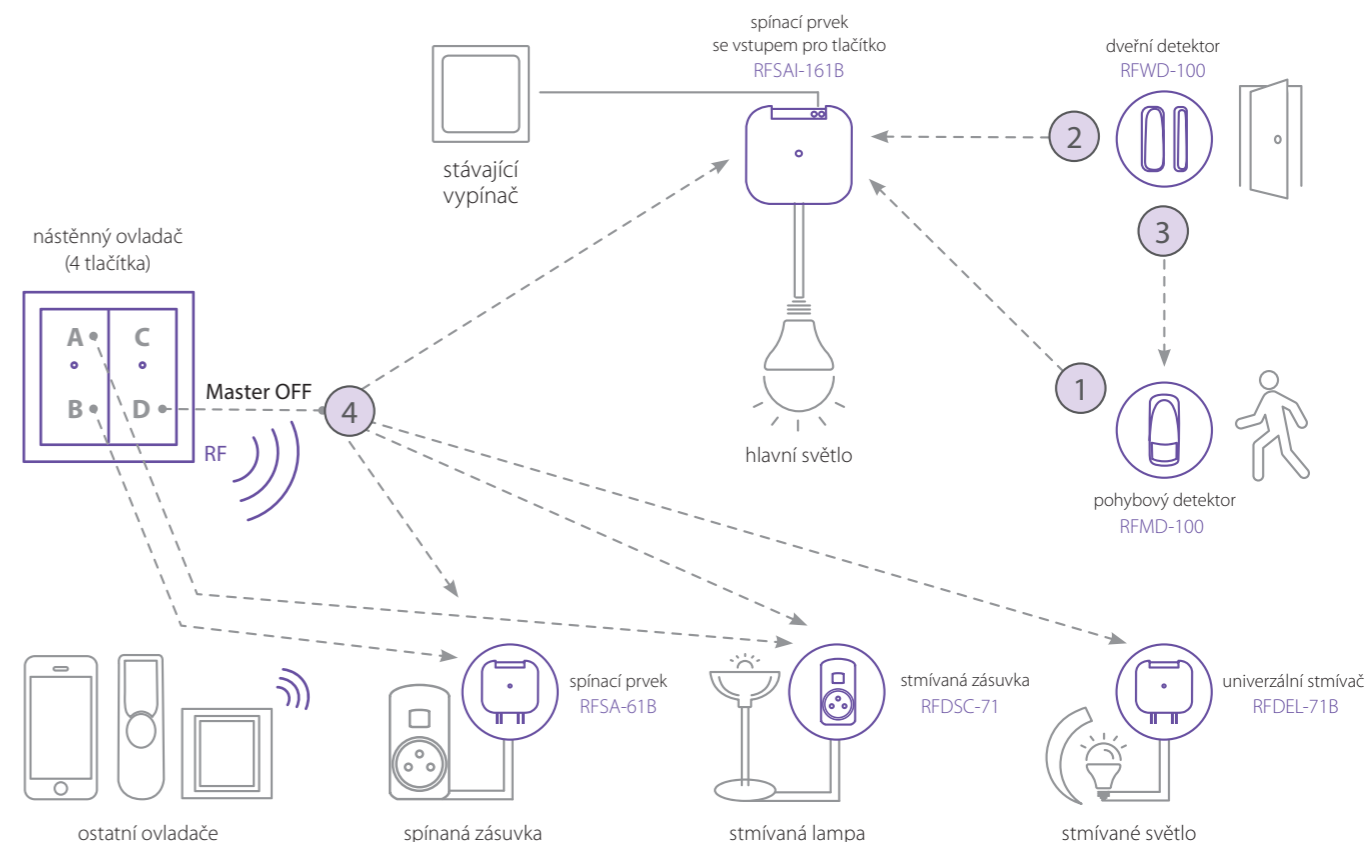 spínací prvek
se vstupem pro tlačítko
RFSAI-161B
dveřní detektor
RFWD-100
2
stávající
vypínač
3
nástěnný ovladač
(4 tlačítka)
A
C
B
D
Master OFF
RF
4
1
hlavní světlo
pohybový detektor
RFMD-100
spínací prvek
RFSA-61B
stmívaná zásuvka
RFDSC-71
univerzální stmívač
RFDEL-71B
ostatní ovladače
spínaná zásuvka
stmívaná lampa
stmívané světlo